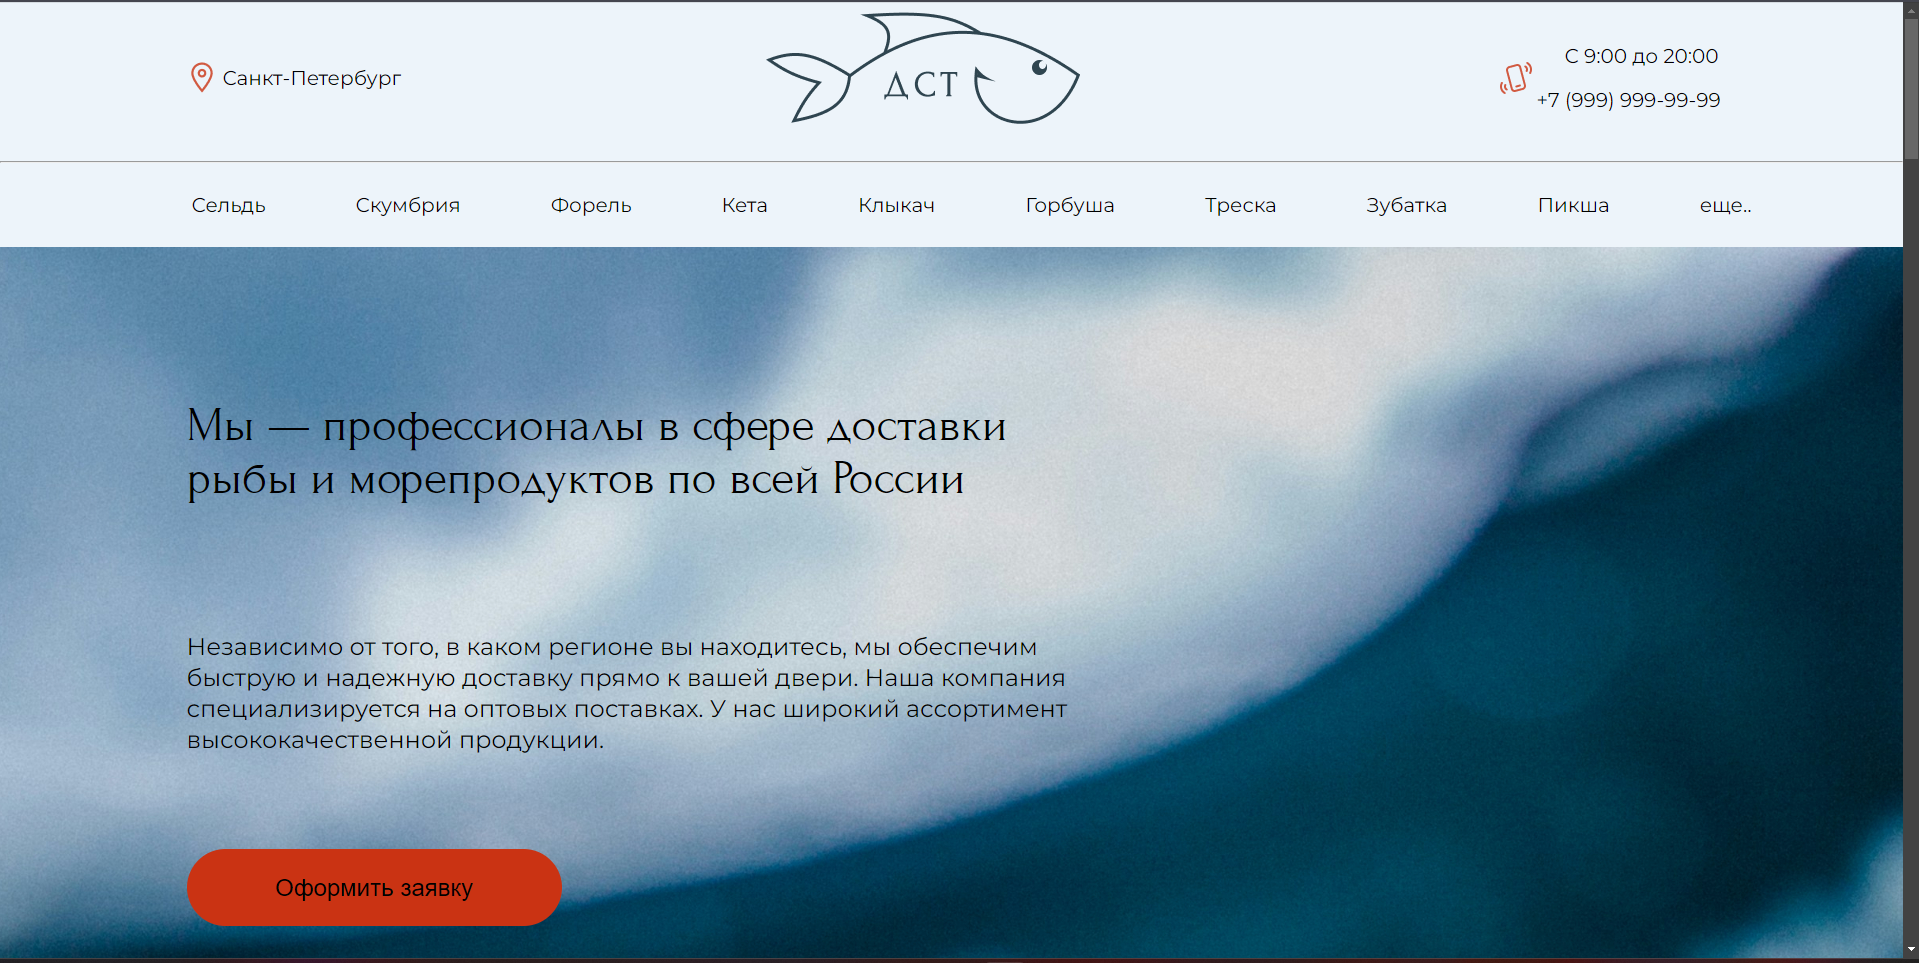 Санкт-Петербург
ДСТ
С 9:00 до 20:00
+7 (999) 999-99-99
Сельдь Скумбрия Форель Кета Клыкач Горбуша Треска Зубатка Пикша еще..
Мы — профессионалы в сфере доставки
рыбы и морепродуктов по всей России
Независимо от того, в каком регионе вы находитесь, мы обеспечим
быструю и надежную доставку прямо к вашей двери. Наша компания
специализируется на оптовых поставках. У нас широкий ассортимент
высококачественной продукции.
Оформить заявку